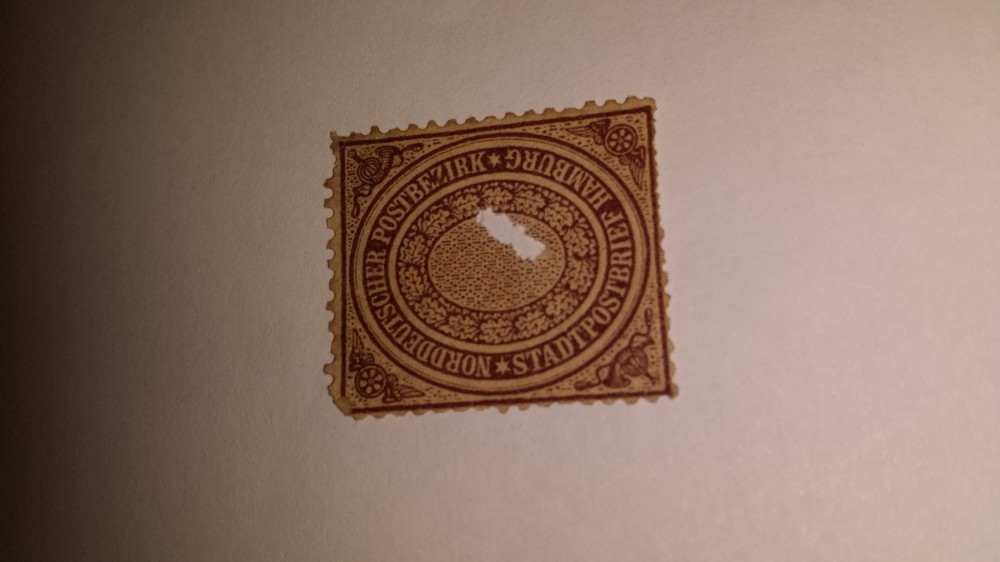 NORDDEUTSCHER POSTBEZIRK
STADTPOSTBRIEF HAMBURG